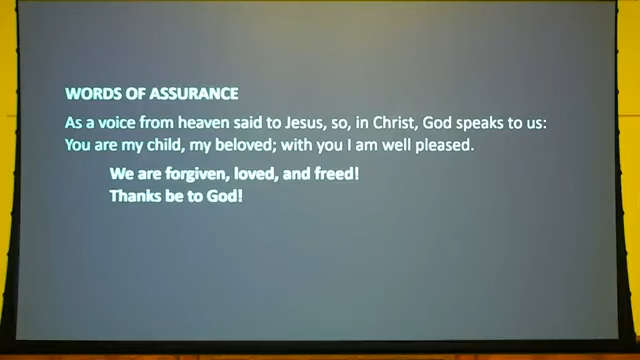 WORDS OF ASSURANCE
As a voice from heaven said to Jesus, so, in Christ, God speaks to us:
You are my child, my beloved; with you I am well pleased.
We are forgiven, loved, and freed!
Thanks be to God!